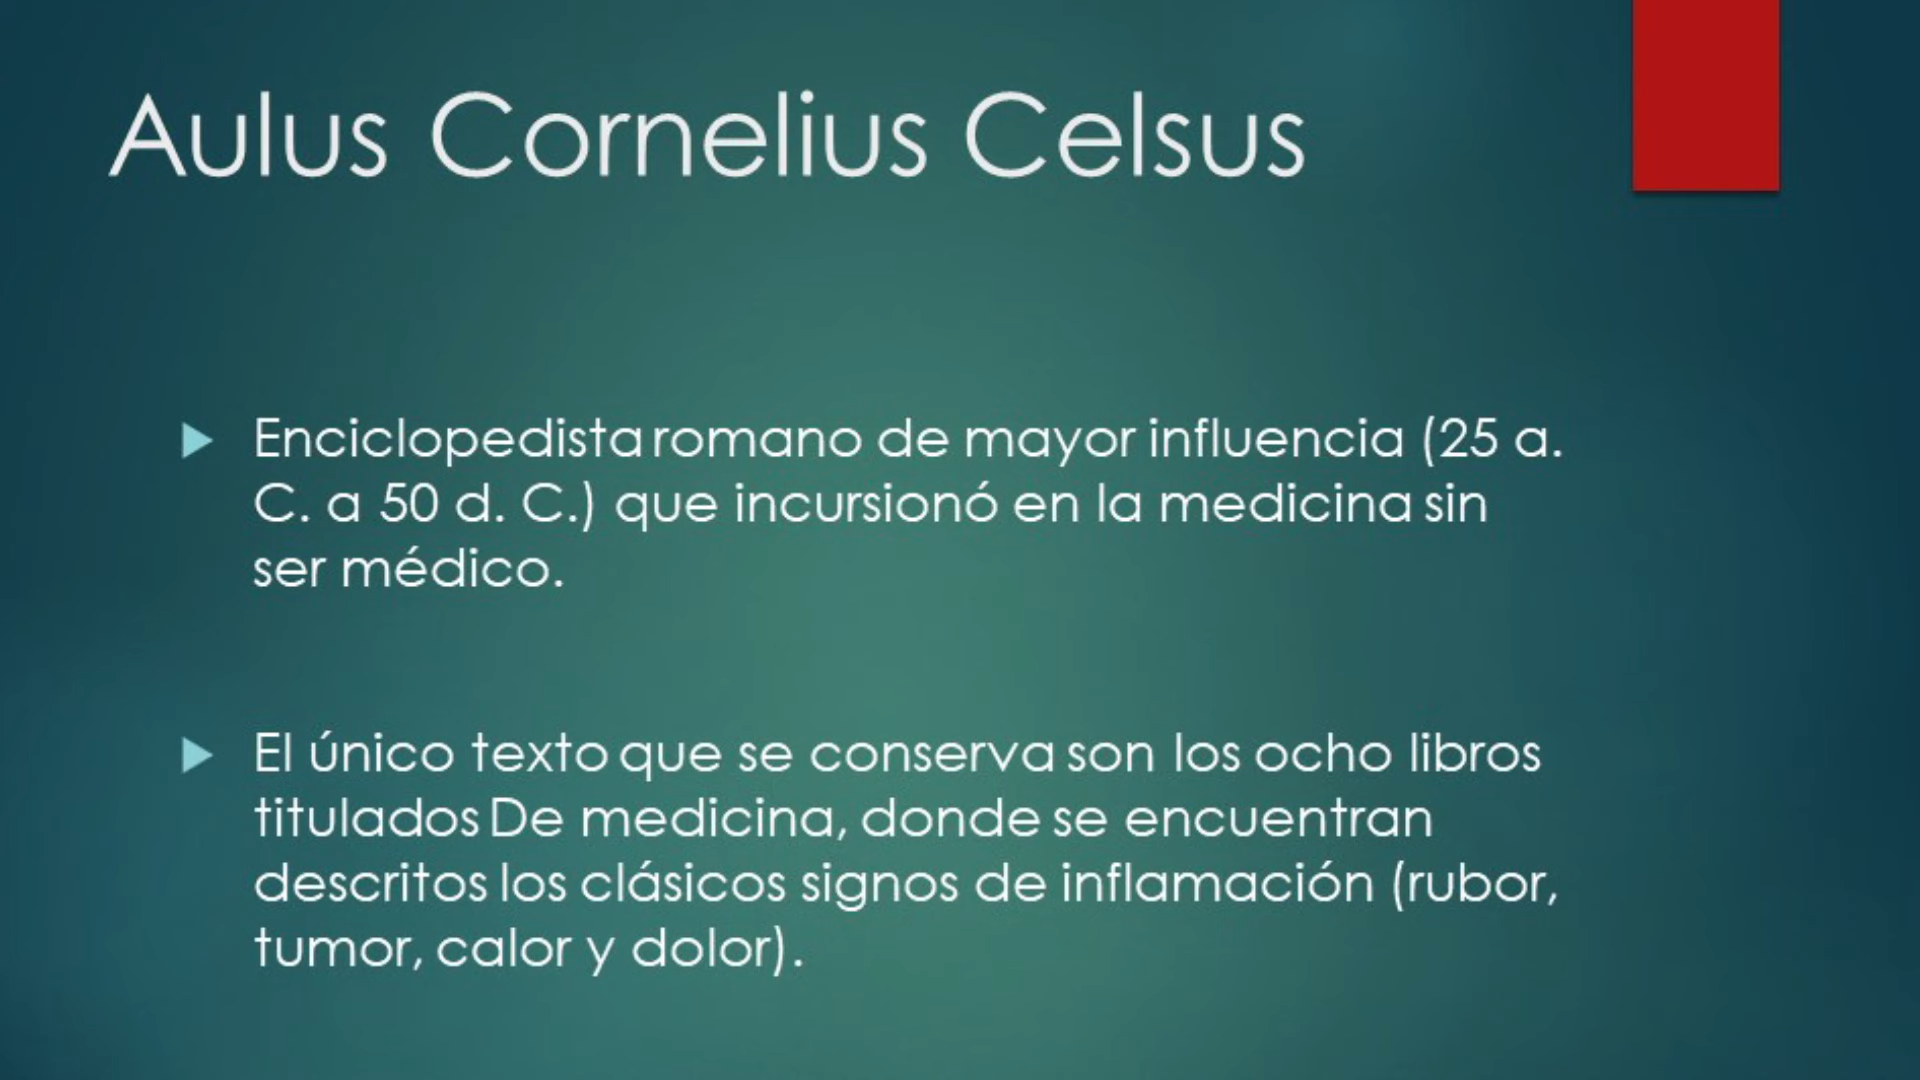 Aulus Cornelius Celsus
Enciclopedista romano de mayor influencia (25 a.
C. a 50 d. C.) que incursionó en la medicina sin
ser médico.
El único texto que se conserva son los ocho libros
titulados De medicina, donde se encuentran
descritos los clásicos signos de inflamación (rubor,
tumor, calor y dolor).